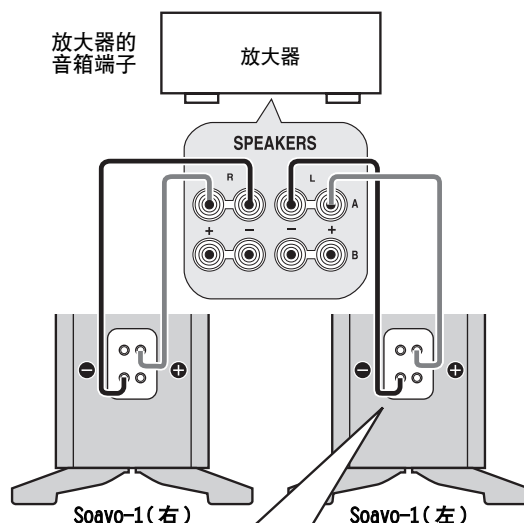 放大器的
音箱端子
放大器
SPEAKERS
R L
A
+ − − +
B
− + − +
Soavo-1(右) Soavo-1(左)